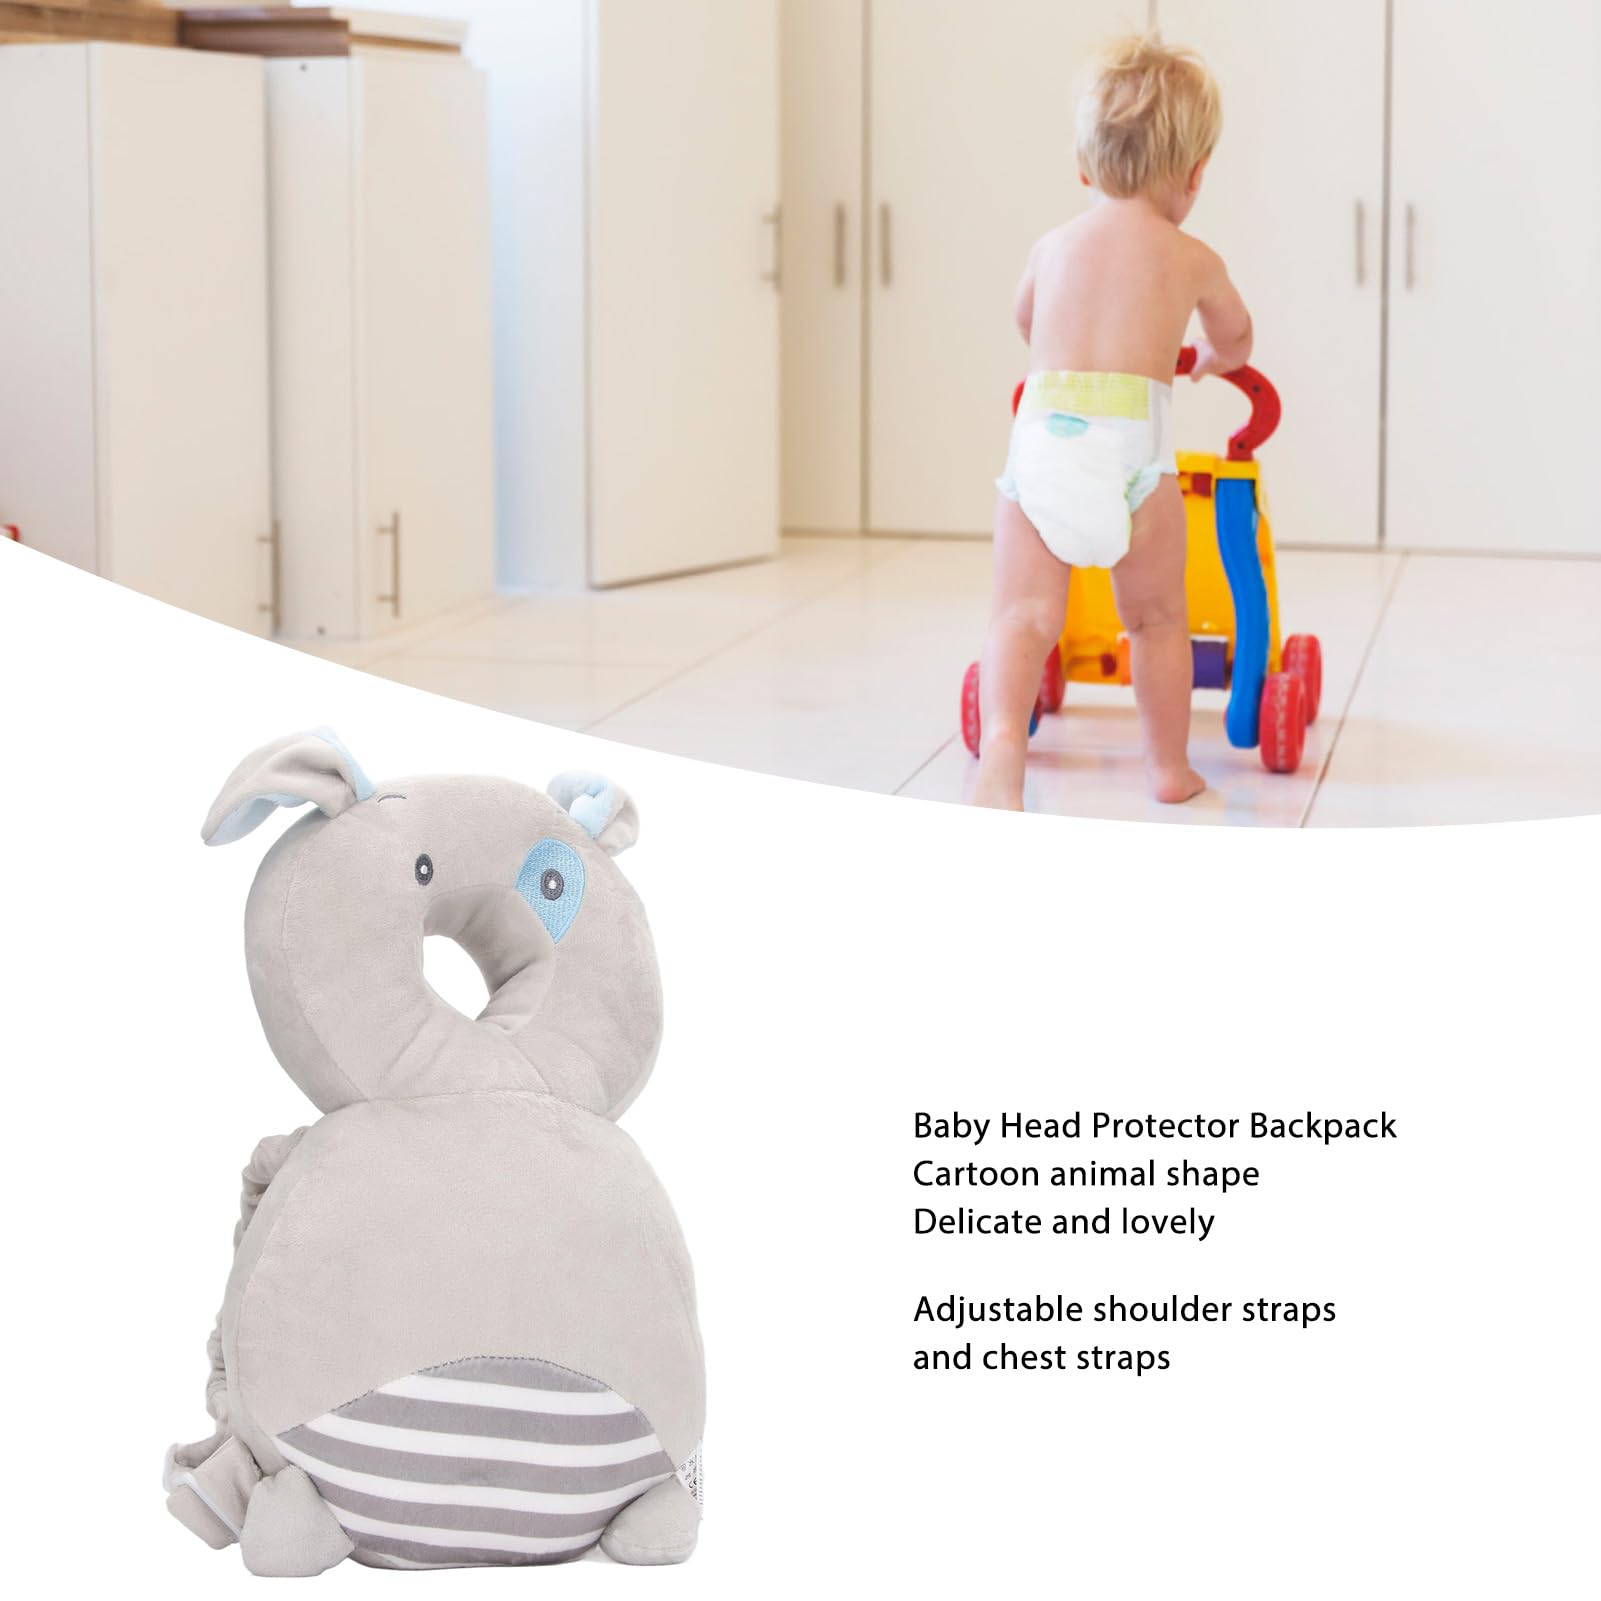 Baby Head Protector Backpack
Cartoon animal shape
Delicate and lovely
Adjustable shoulder straps
and chest straps